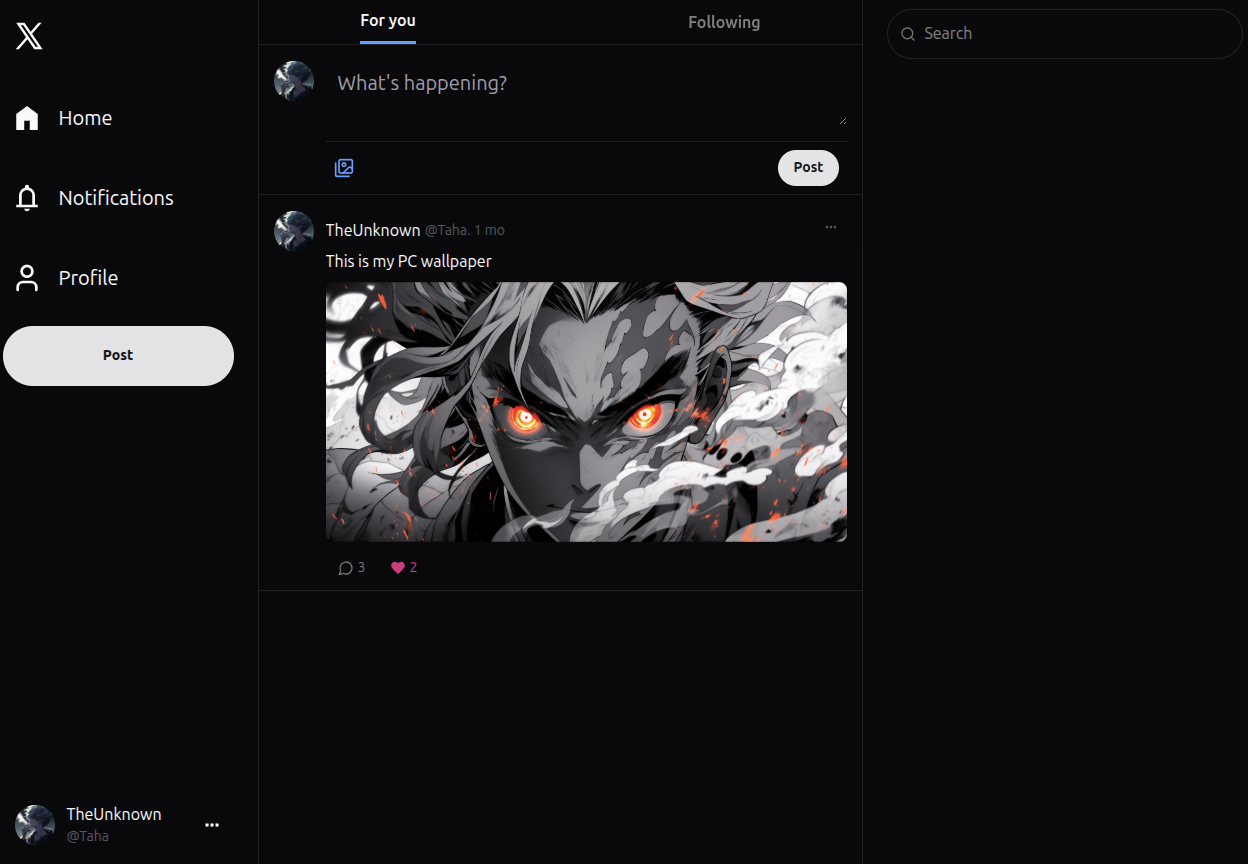 Home
Notifications
Profile
Post
TheUnknown
@Taha
For you Following
What's happening?
Post
TheUnknown @Taha. 1 mo
This is my PC wallpaper
3 2
Search